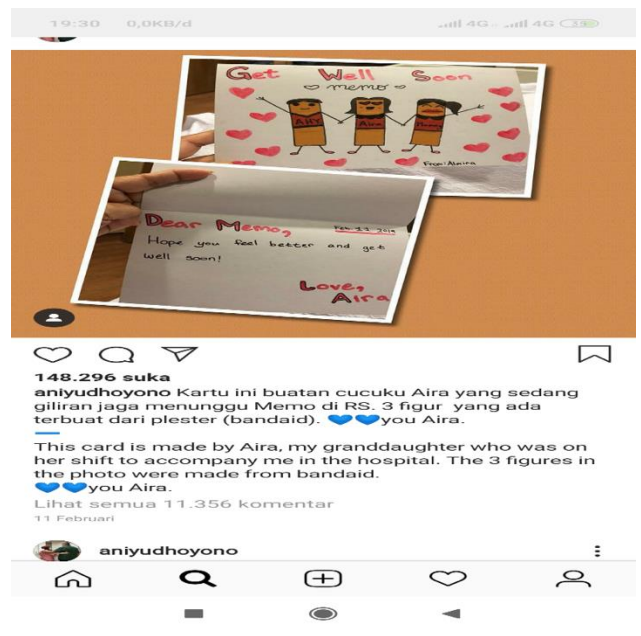 19:30 0,0KB/d 4G 4G 39
Get Well Soon
memo
Aira
From: Almira
Dear Memo,
Hope you feel better and get
well soon!
Love,
Aira
148.296 suka
aniyudhoyono Kartu ini buatan cucuku Aira yang sedang
giliran jaga menunggu Memo di RS. 3 figur yang ada
terbuat dari plester (bandaid). 💙💙you Aira.
This card is made by Aira, my granddaughter who was on
her shift to accompany me in the hospital. The 3 figures in
the photo were made from bandaid.
💙💙you Aira.
Lihat semua 11.356 komentar
11 Februari
aniyudhoyono